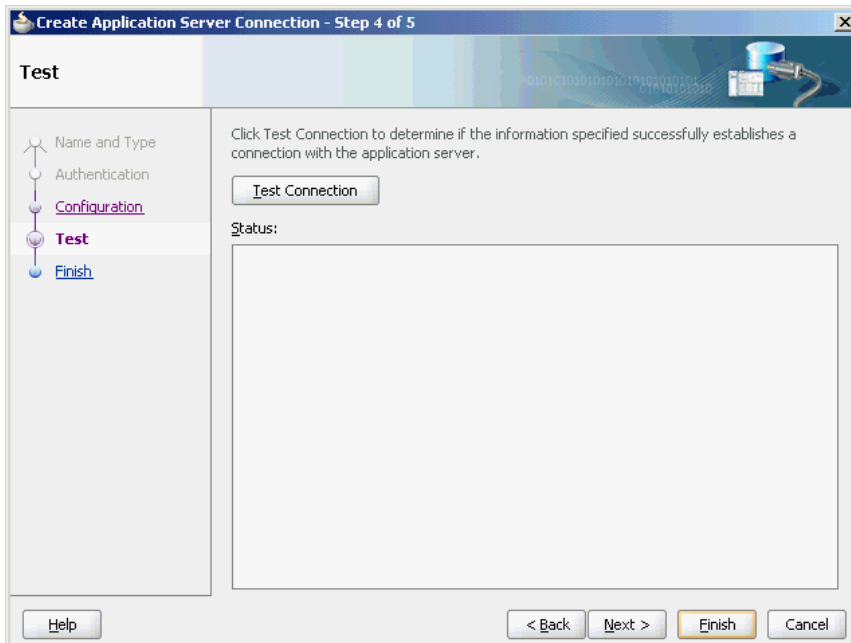 Create Application Server Connection - Step 4 of 5
Test
010101010101010101010101010101
01010101010
Name and Type
Authentication
Configuration
Test
Finish
Click Test Connection to determine if the information specified successfully establishes a
connection with the application server.
Test Connection
Status:
Help
< Back
Next >
Finish
Cancel